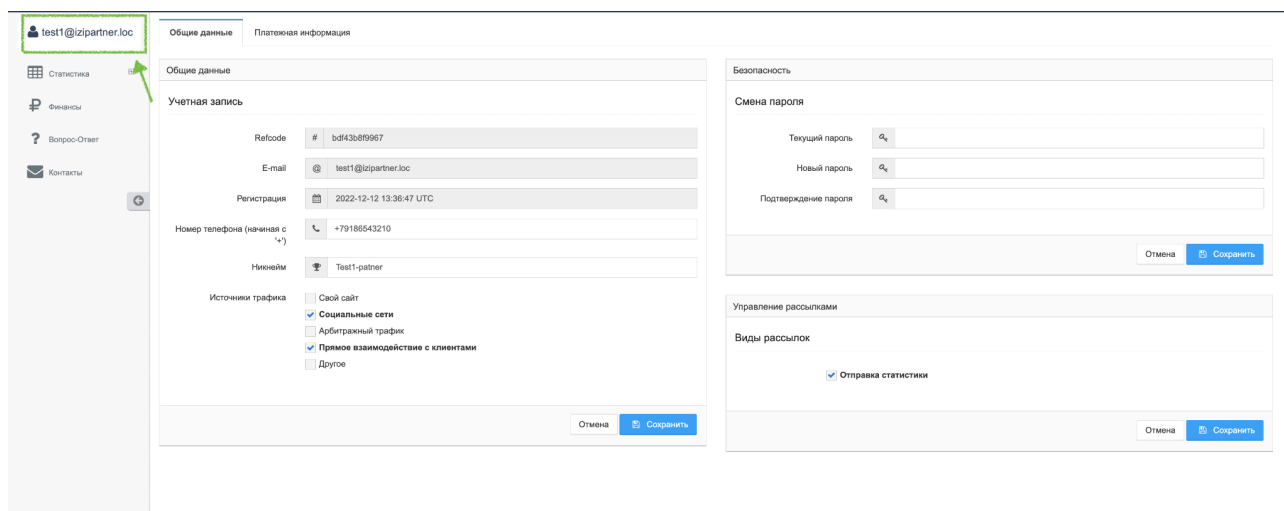 test1@izipartner.loc
Статистика
Финансы
Вопрос-Ответ
Контакты
Общие данные
Платежная информация
Общие данные
Учетная запись
Refcode
# bdf43b8f9967
E-mail
@ test1@izipartner.loc
Регистрация
2022-12-12 13:36:47 UTC
Номер телефона (начиная с
'+')
+79186543210
Никнейм
Test1-patner
Источники трафика
Свой сайт
Социальные сети
Арбитражный трафик
Прямое взаимодействие с клиентами
Другое
Отмена
Сохранить
Безопасность
Смена пароля
Текущий пароль
Новый пароль
Подтверждение пароля
Отмена
Сохранить
Управление рассылками
Виды рассылок
Отправка статистики
Отмена
Сохранить